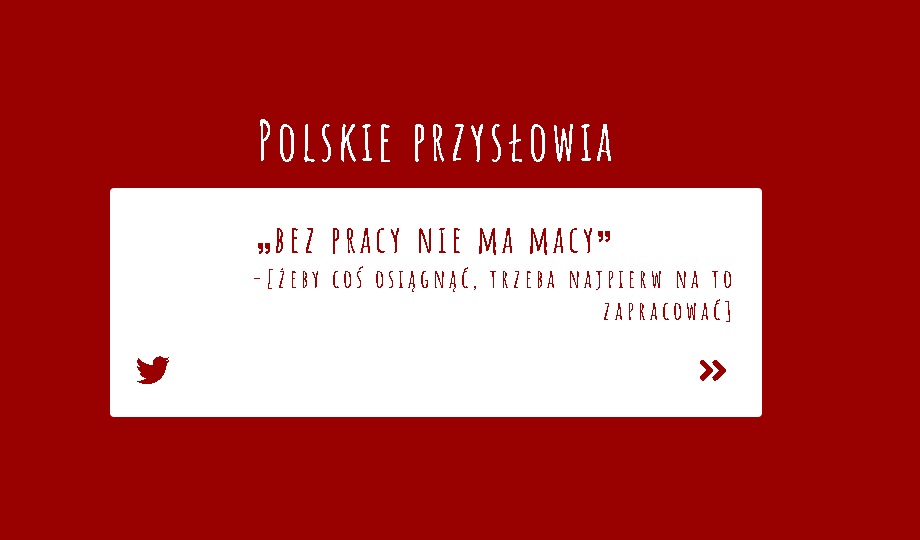 Polskie przysłowia
„bez pracy nie ma macy”
-[żeby coś osiągnąć, trzeba najpierw na to
zapracować]